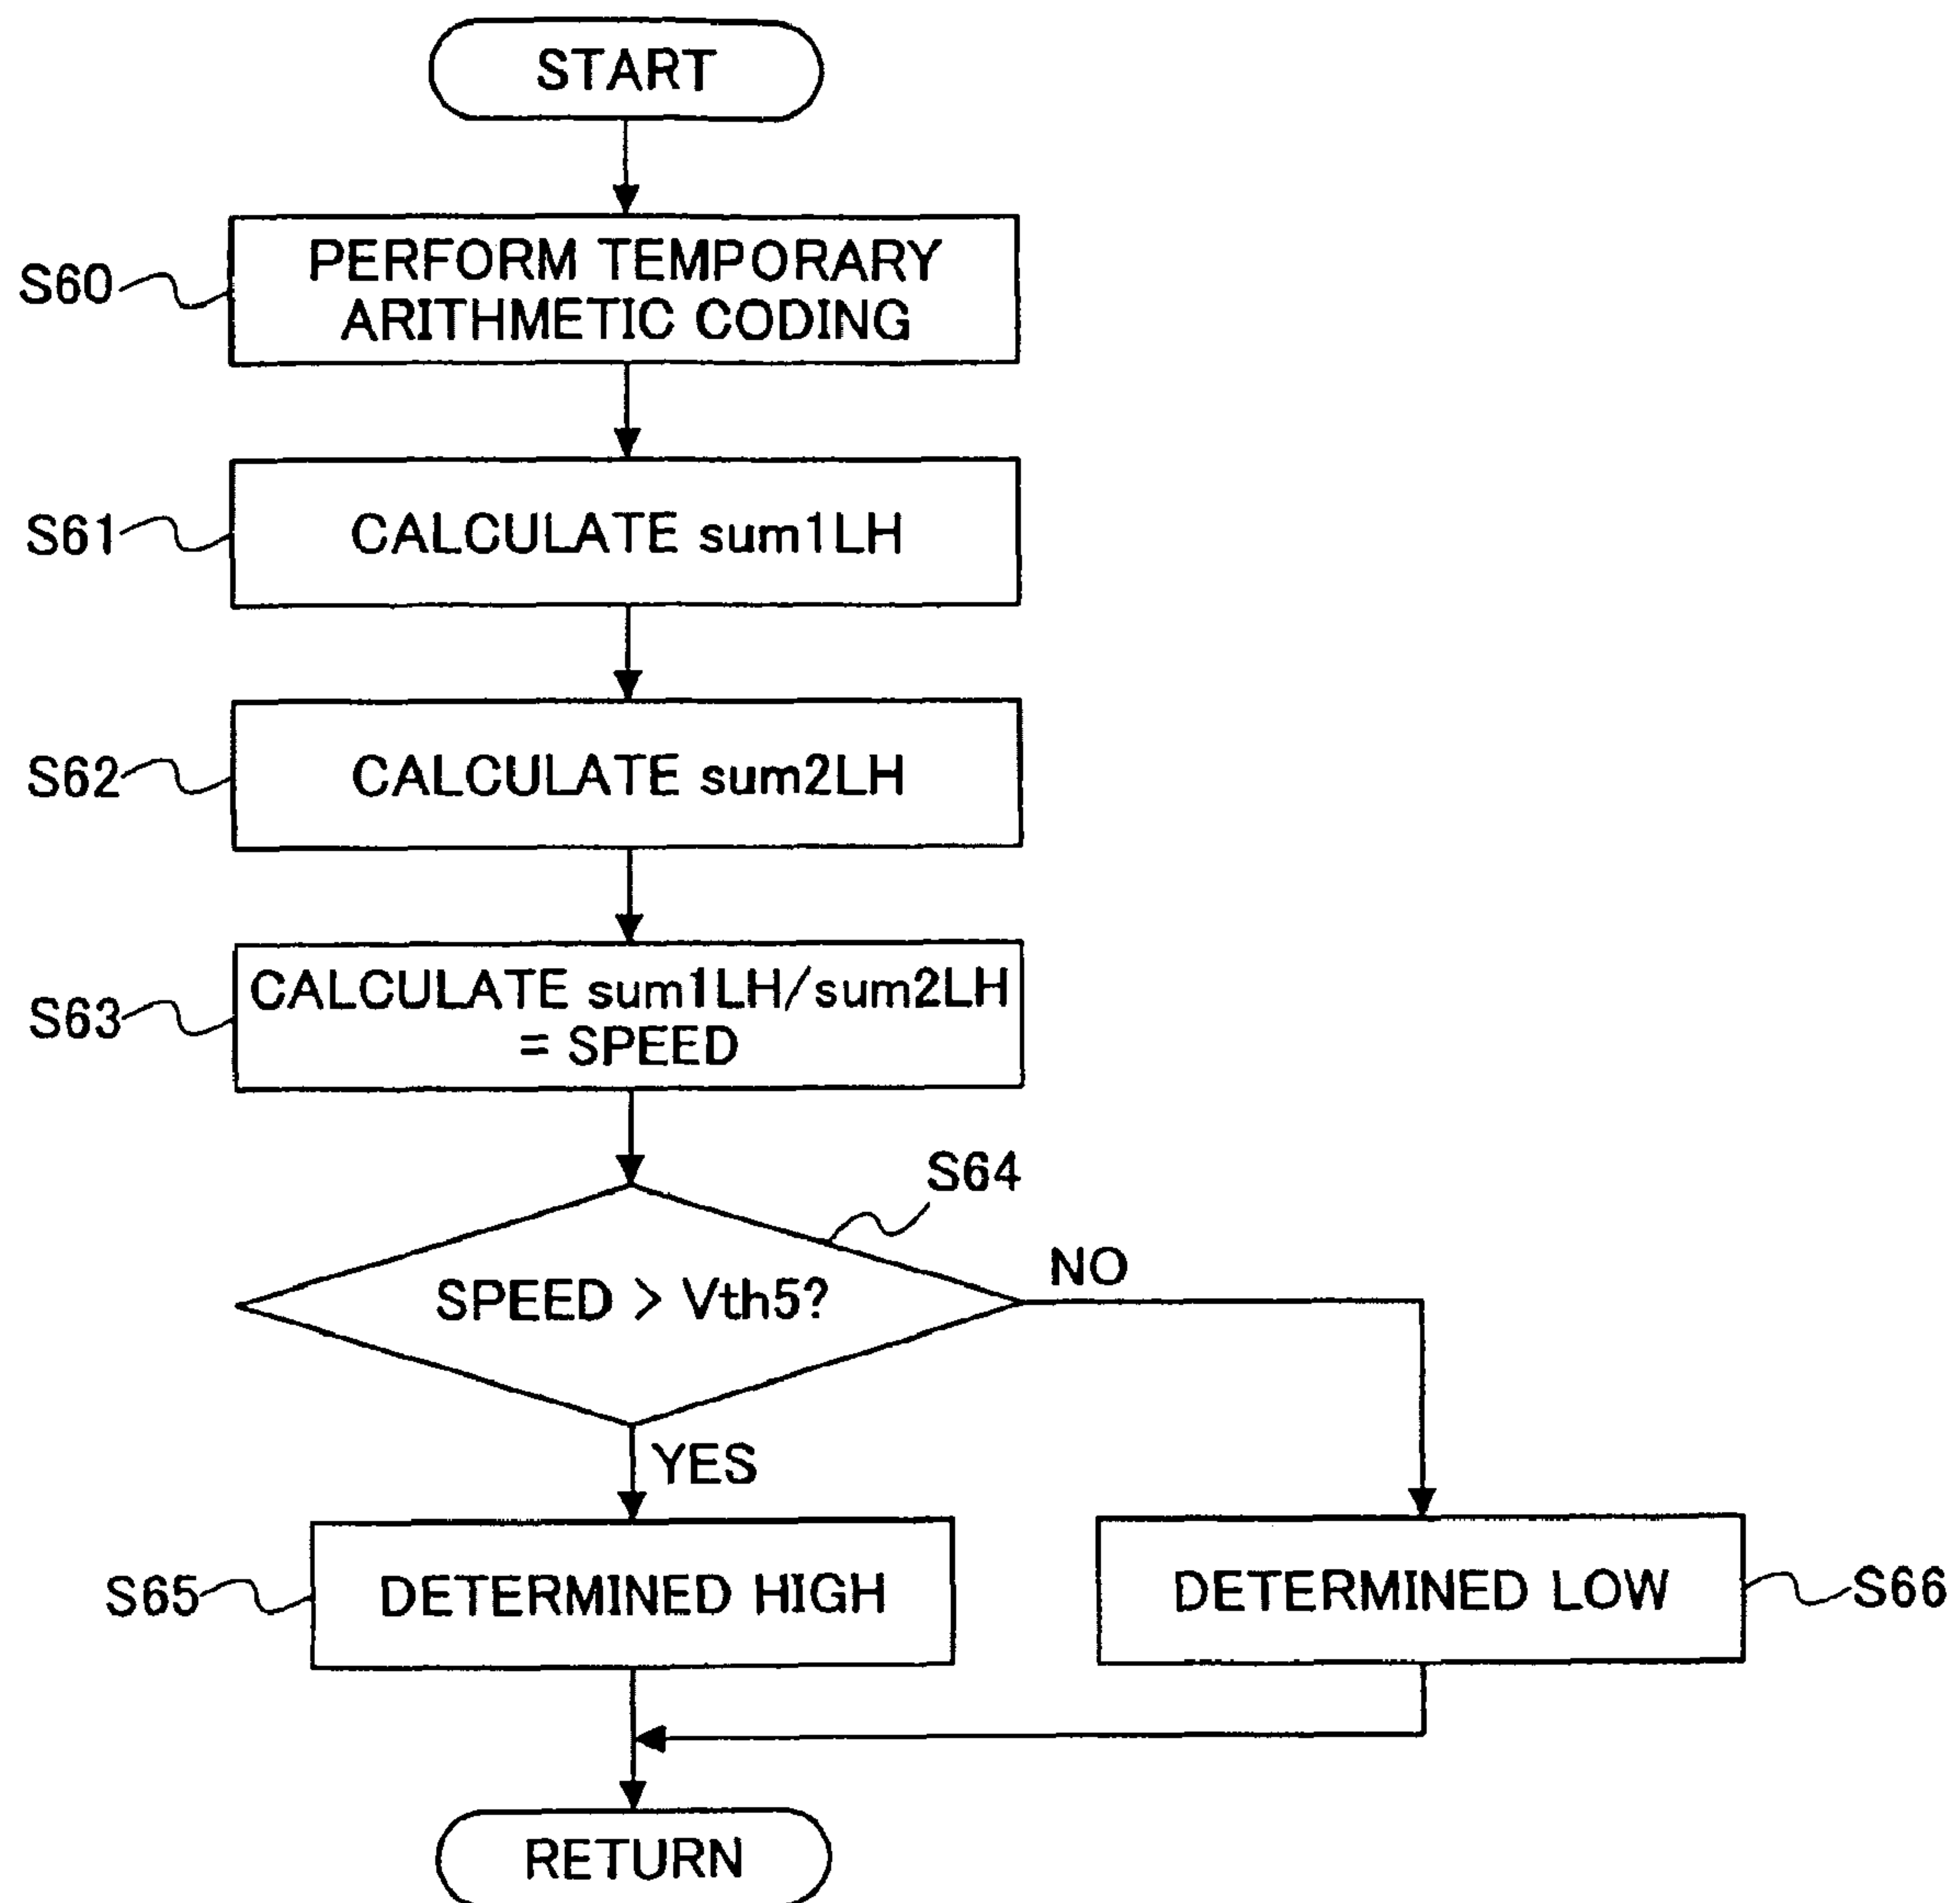 START
S60
PERFORM TEMPORARY
ARITHMETIC CODING
S61
CALCULATE sum1LH
S62
CALCULATE sum2LH
S63
CALCULATE sum1LH/sum2LH
= SPEED
S64
SPEED > Vth5?
NO
YES
S65
DETERMINED HIGH
DETERMINED LOW
S66
RETURN